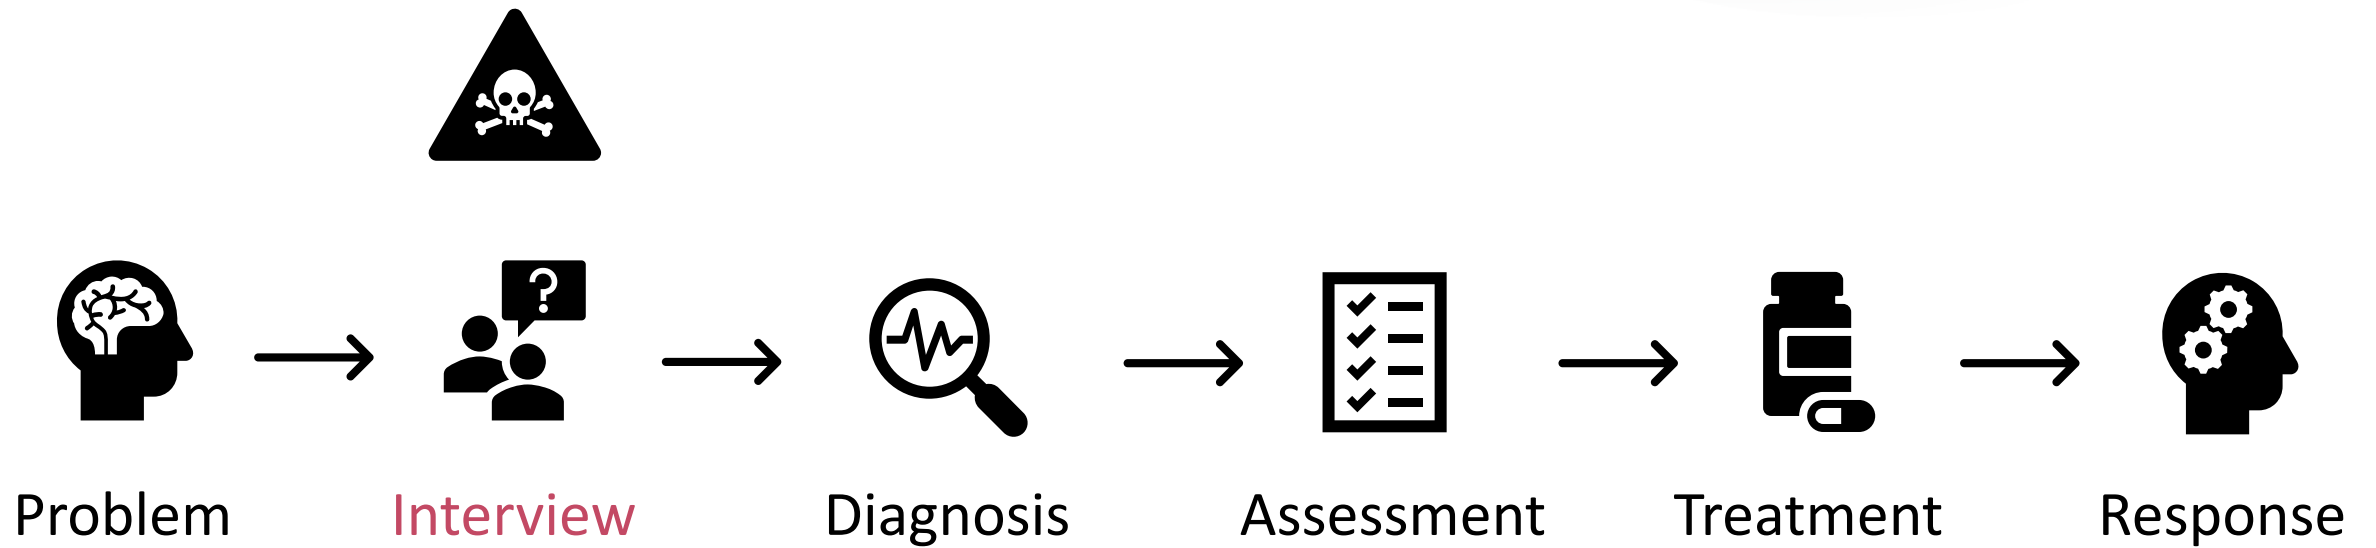 ?
Problem
Interview
Diagnosis
Assessment
Treatment
Response